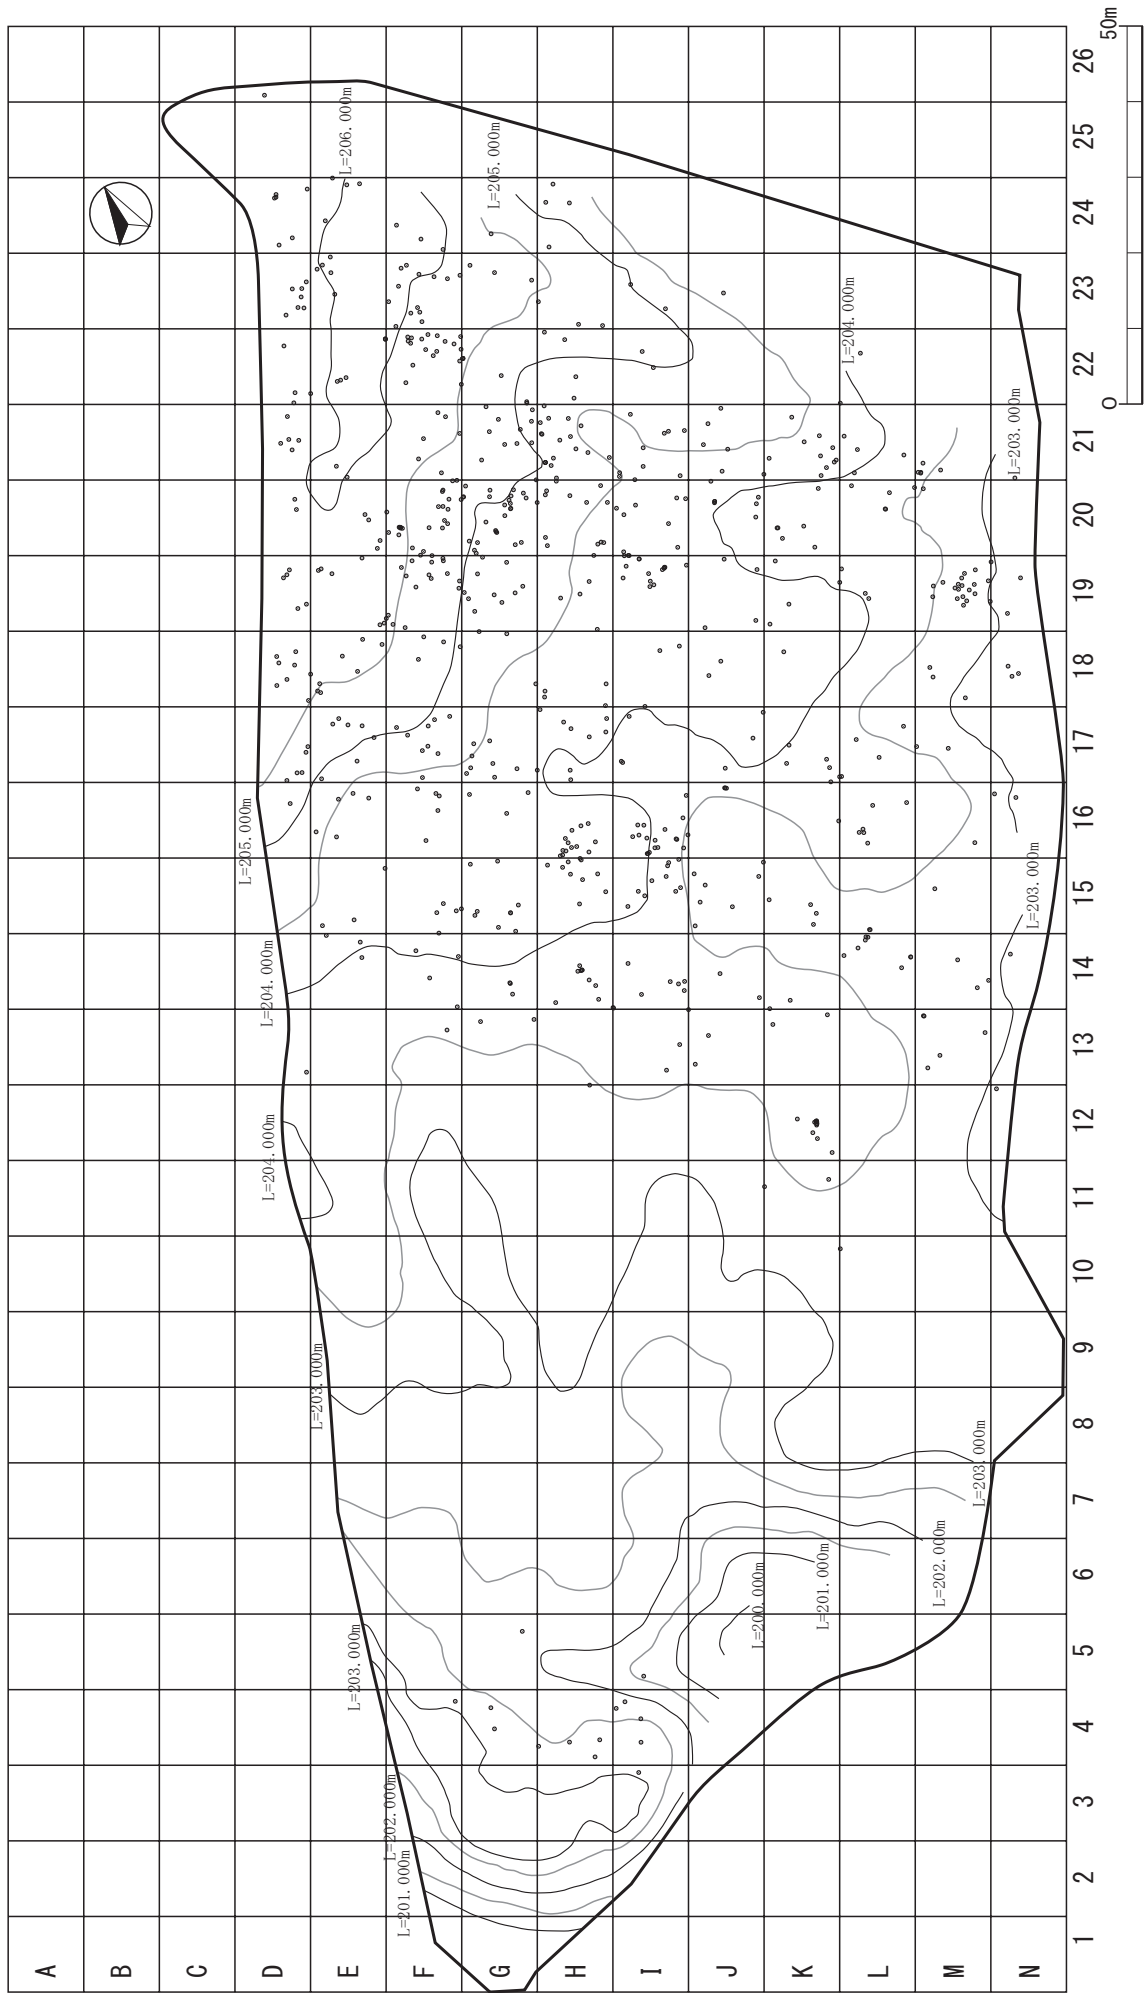 50m
0
26
25
24
23
22
21
20
19
18
17
16
15
14
13
12
11
10
9
8
7
6
5
4
3
2
1
A
B
C
D
E
F
G
H
I
J
K
L
M
N
L=206.000m
L=205.000m
L=204.000m
L=203.000m
L=205.000m
L=204.000m
L=203.000m
L=204.000m
L=203.000m
L=203.000m
L=202.000m
L=201.000m
L=200.000m
L=203.000m
L=202.000m
L=201.000m